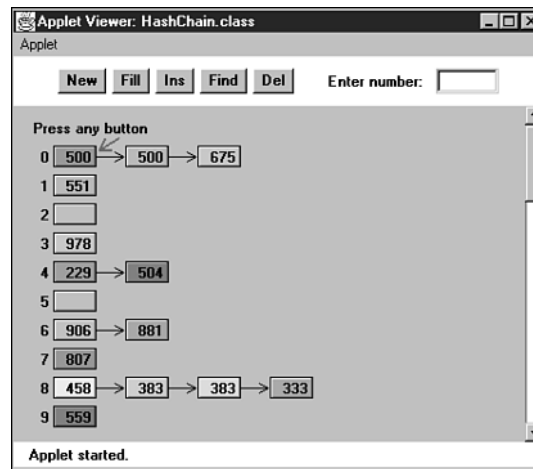 Applet Viewer: HashChain.class
Applet
New Fill Ins Find Del Enter number:
Press any button
0 500 500 675
1 551
2
3 978
4 229 504
5
6 906 881
7 807
8 458 383 383 333
9 559
Applet started.